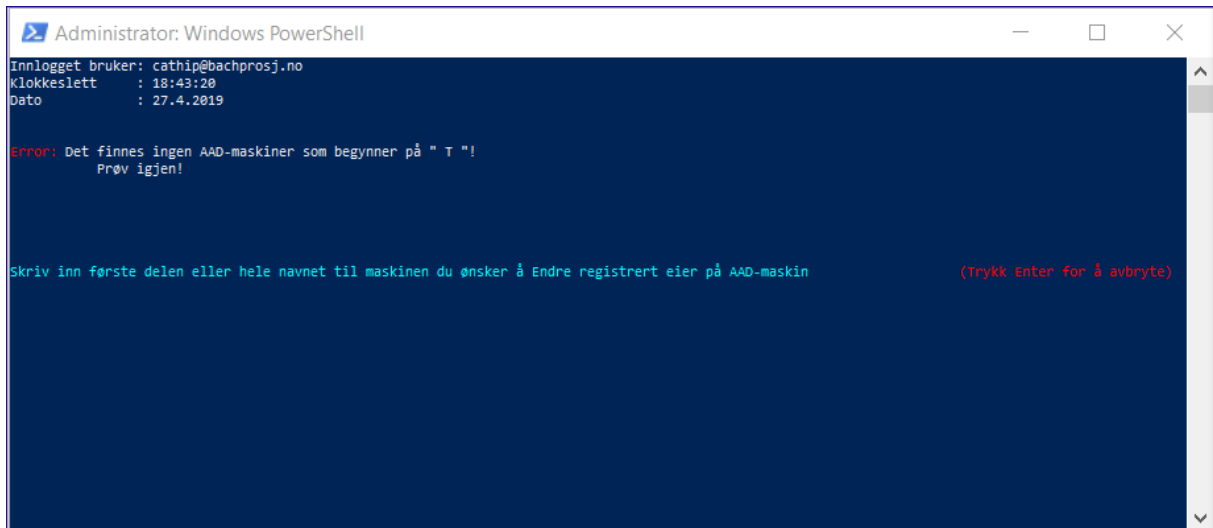 Administrator: Windows PowerShell
Innlogget bruker: cathip@bachprosj.no
Klokkeslett : 18:43:20
Dato : 27.4.2019
Error: Det finnes ingen AAD-maskiner som begynner på " T "!
Prøv igjen!
Skriv inn første delen eller hele navnet til maskinen du ønsker å Endre registrert eier på AAD-maskin (Trykk Enter for å avbryte)